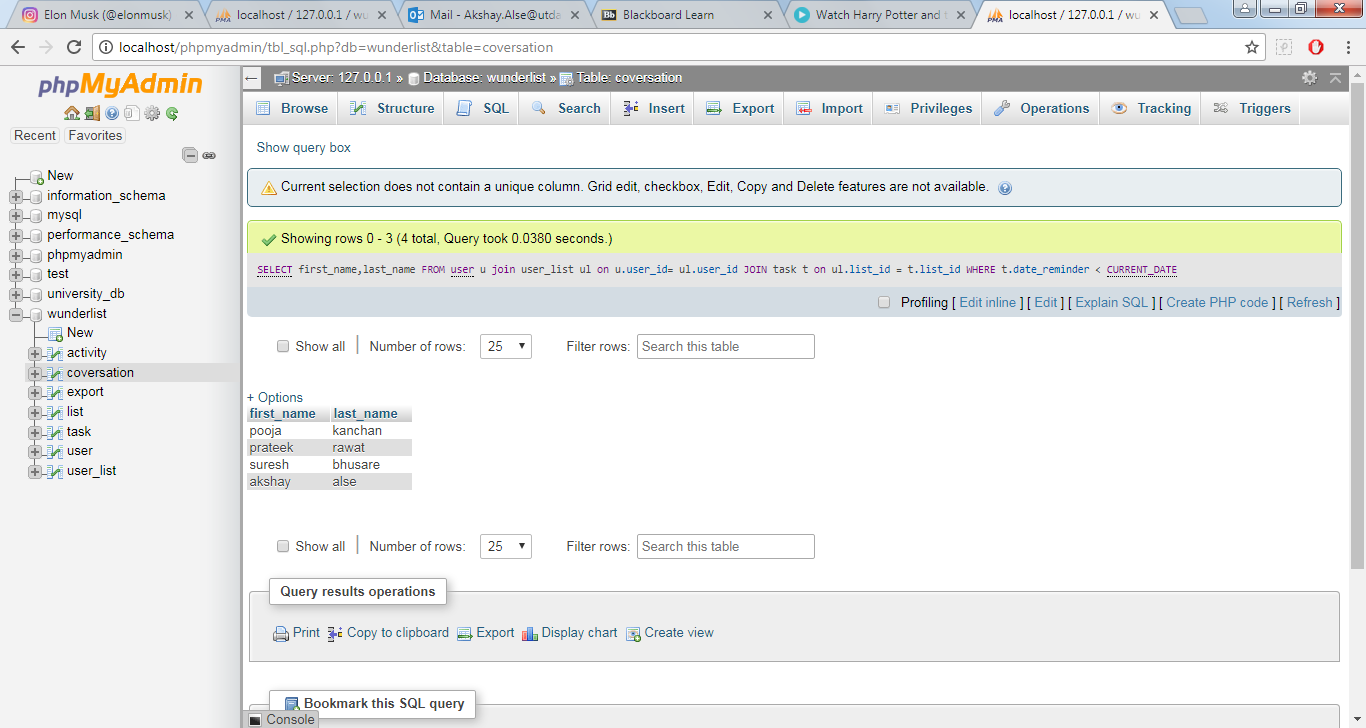 Elon Musk (@elonmusk)
localhost / 127.0.0.1 / wu
Mail - Akshay.Alse@utda
Blackboard Learn
Watch Harry Potter and t
localhost / 127.0.0.1 / wu
localhost/phpmyadmin/tbl_sql.php?db=wunderlist&table=coversation
phpMyAdmin
Server: 127.0.0.1 » Database: wunderlist » Table: coversation
Browse Structure SQL Search Insert Export Import Privileges Operations Tracking Triggers
Recent Favorites
New
information_schema
mysql
performance_schema
phpmyadmin
test
university_db
wunderlist
New
activity
coversation
export
list
task
user
user_list
Show query box
Current selection does not contain a unique column. Grid edit, checkbox, Edit, Copy and Delete features are not available.
Showing rows 0 - 3 (4 total, Query took 0.0380 seconds.)
SELECT first_name,last_name FROM user u join user_list ul on u.user_id= ul.user_id JOIN task t on ul.list_id = t.list_id WHERE t.date_reminder < CURRENT_DATE
Profiling [ Edit inline ] [ Edit ] [ Explain SQL ] [ Create PHP code ] [ Refresh ]
Show all | Number of rows: 25 Filter rows: Search this table
+ Options
first_name last_name
pooja kanchan
prateek rawat
suresh bhusare
akshay alse
Show all | Number of rows: 25 Filter rows: Search this table
Query results operations
Print Copy to clipboard Export Display chart Create view
Bookmark this SQL query
Console